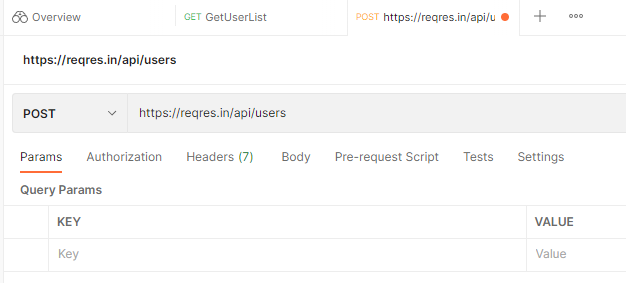 Overview GET GetUserList POST https://reqres.in/api/u
https://reqres.in/api/users
POST https://reqres.in/api/users
Params Authorization Headers (7) Body Pre-request Script Tests Settings
Query Params
KEY VALUE
Key Value